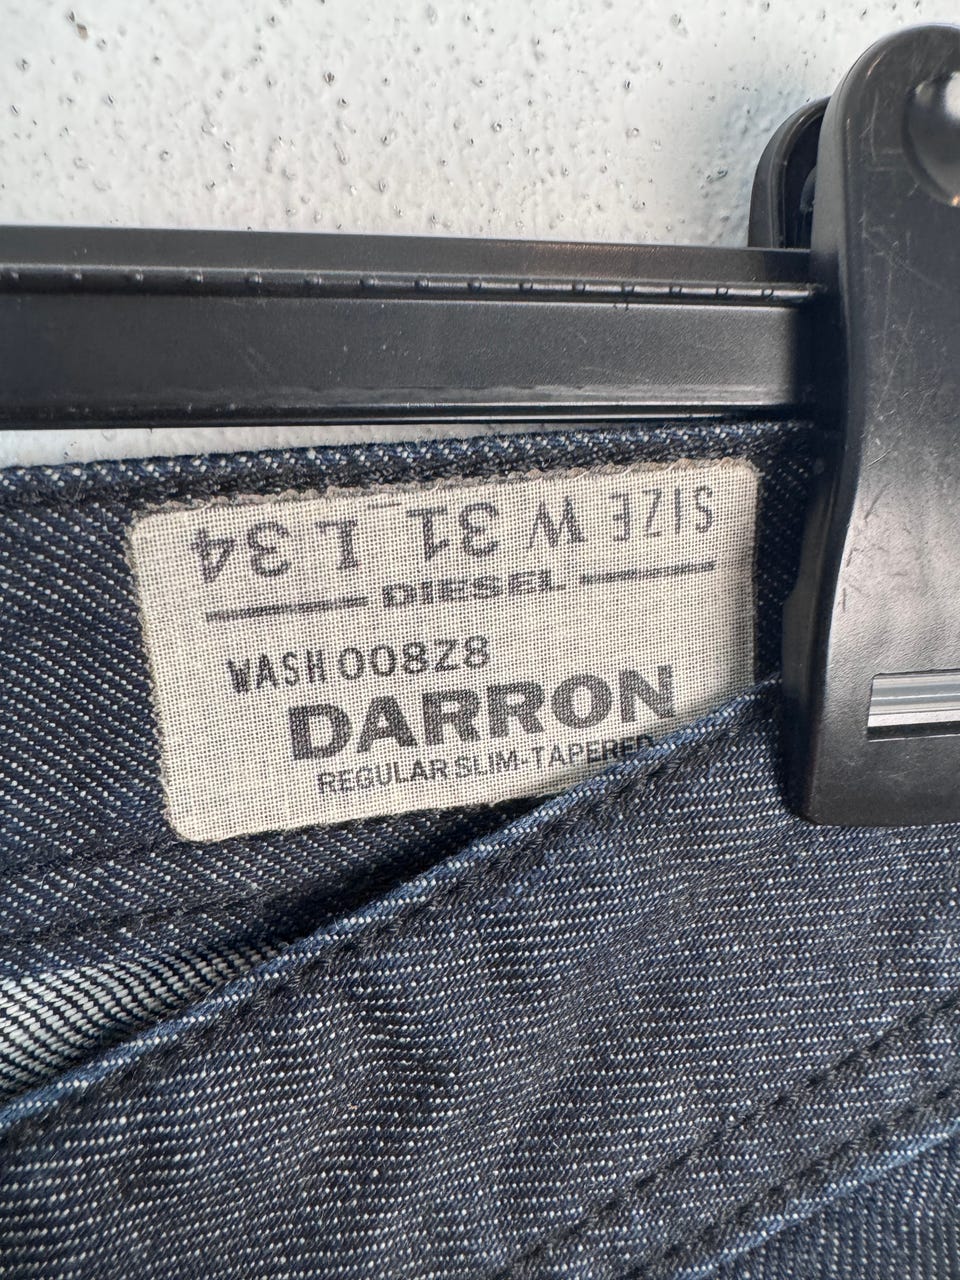 SIZE W 31 L 34
DIESEL
WASH 008Z8
DARRON
REGULAR SLIM-TAPERED